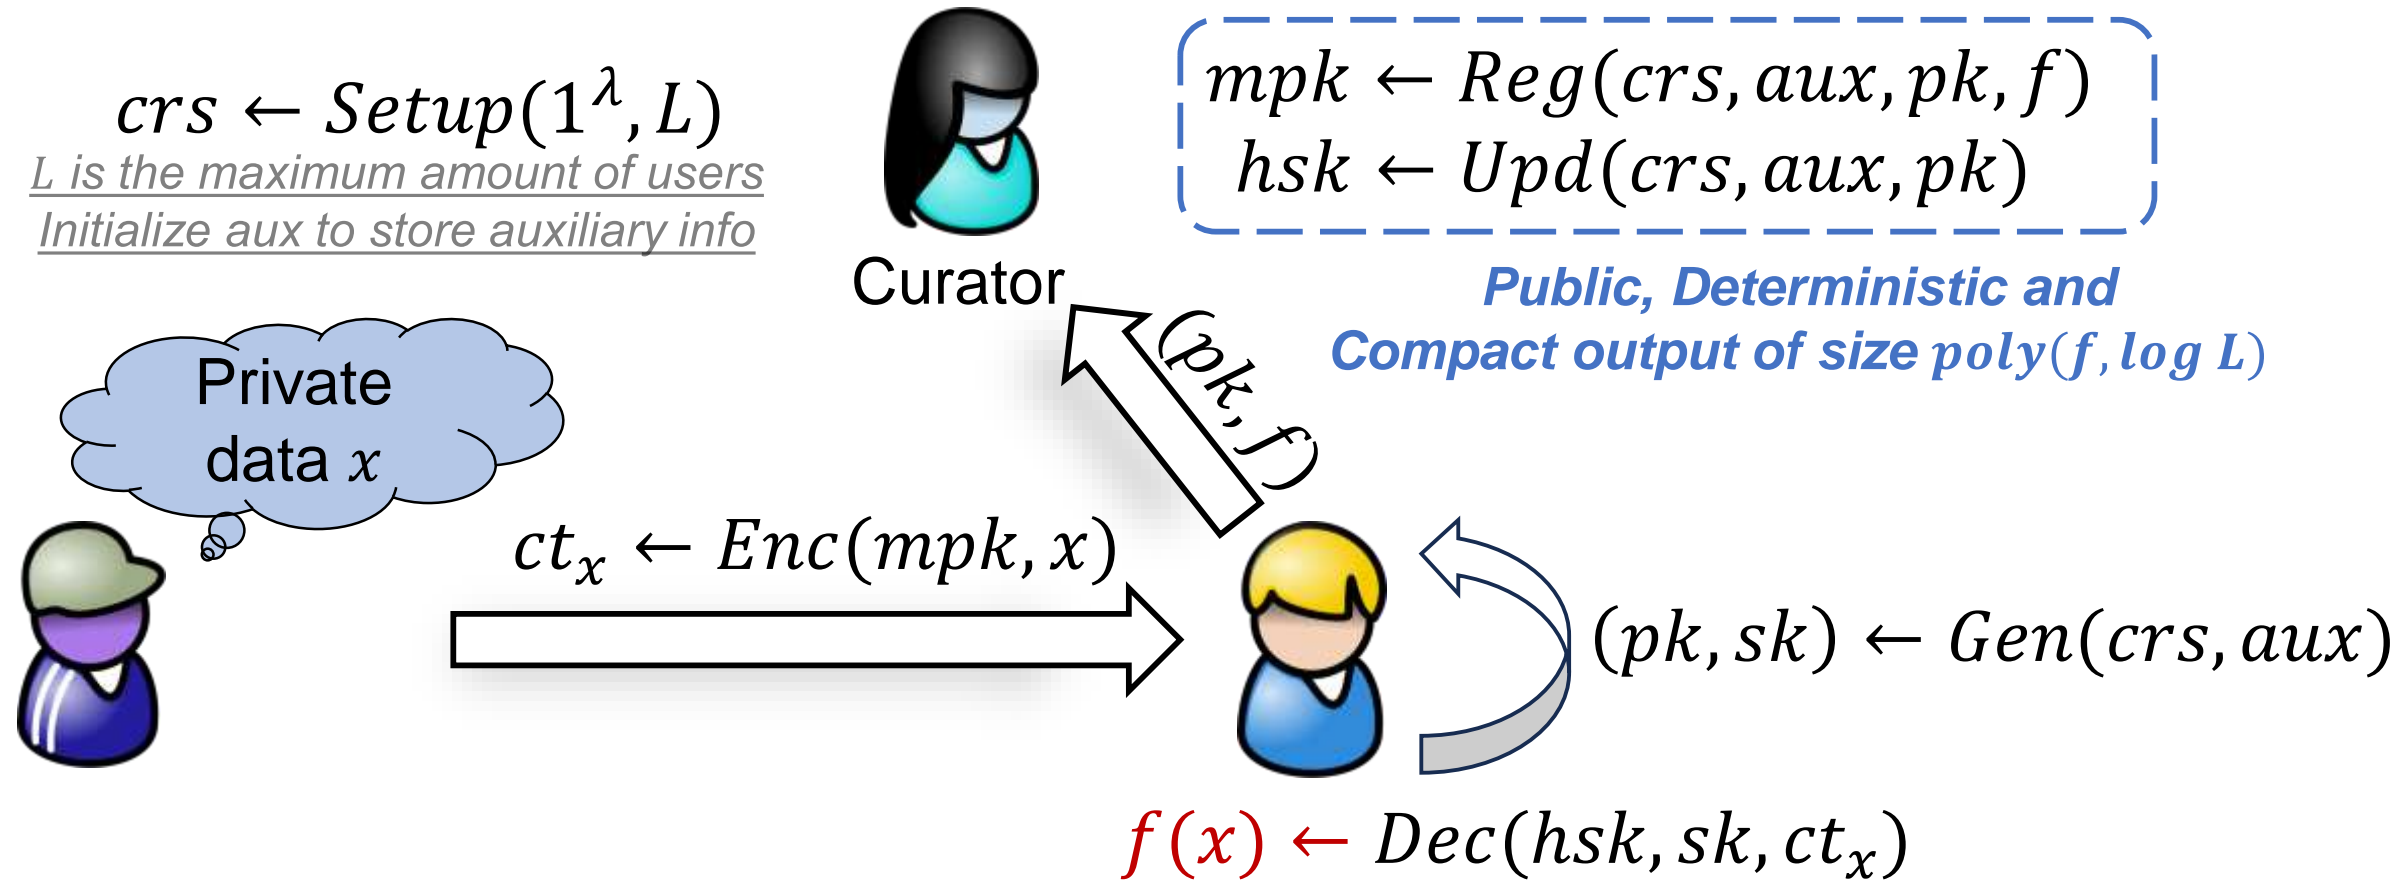 crs ← Setup(1^λ, L)
L is the maximum amount of users
Initialize aux to store auxiliary info
Curator
mpk ← Reg(crs, aux, pk, f)
hsk ← Upd(crs, aux, pk)
Public, Deterministic and
Compact output of size poly(f, log L)
(pk, f)
Private
data x
ct_x ← Enc(mpk, x)
(pk, sk) ← Gen(crs, aux)
f(x) ← Dec(hsk, sk, ct_x)